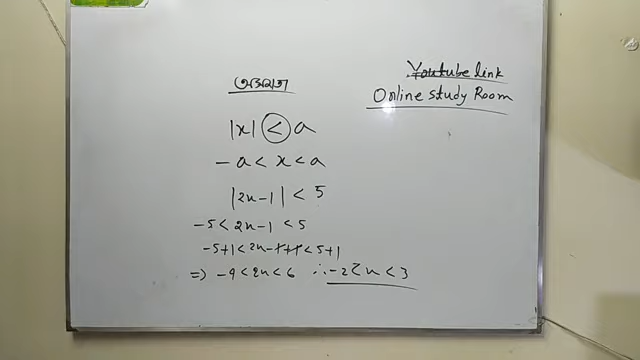 Youtube link
Online study Room
অসমতা
|x| < a
- a < x < a
|2x-1| < 5
-5 < 2x-1 < 5
-5+1 < 2x-1+1 < 5+1
=> -4 < 2x < 6 ∴ -2 < x < 3